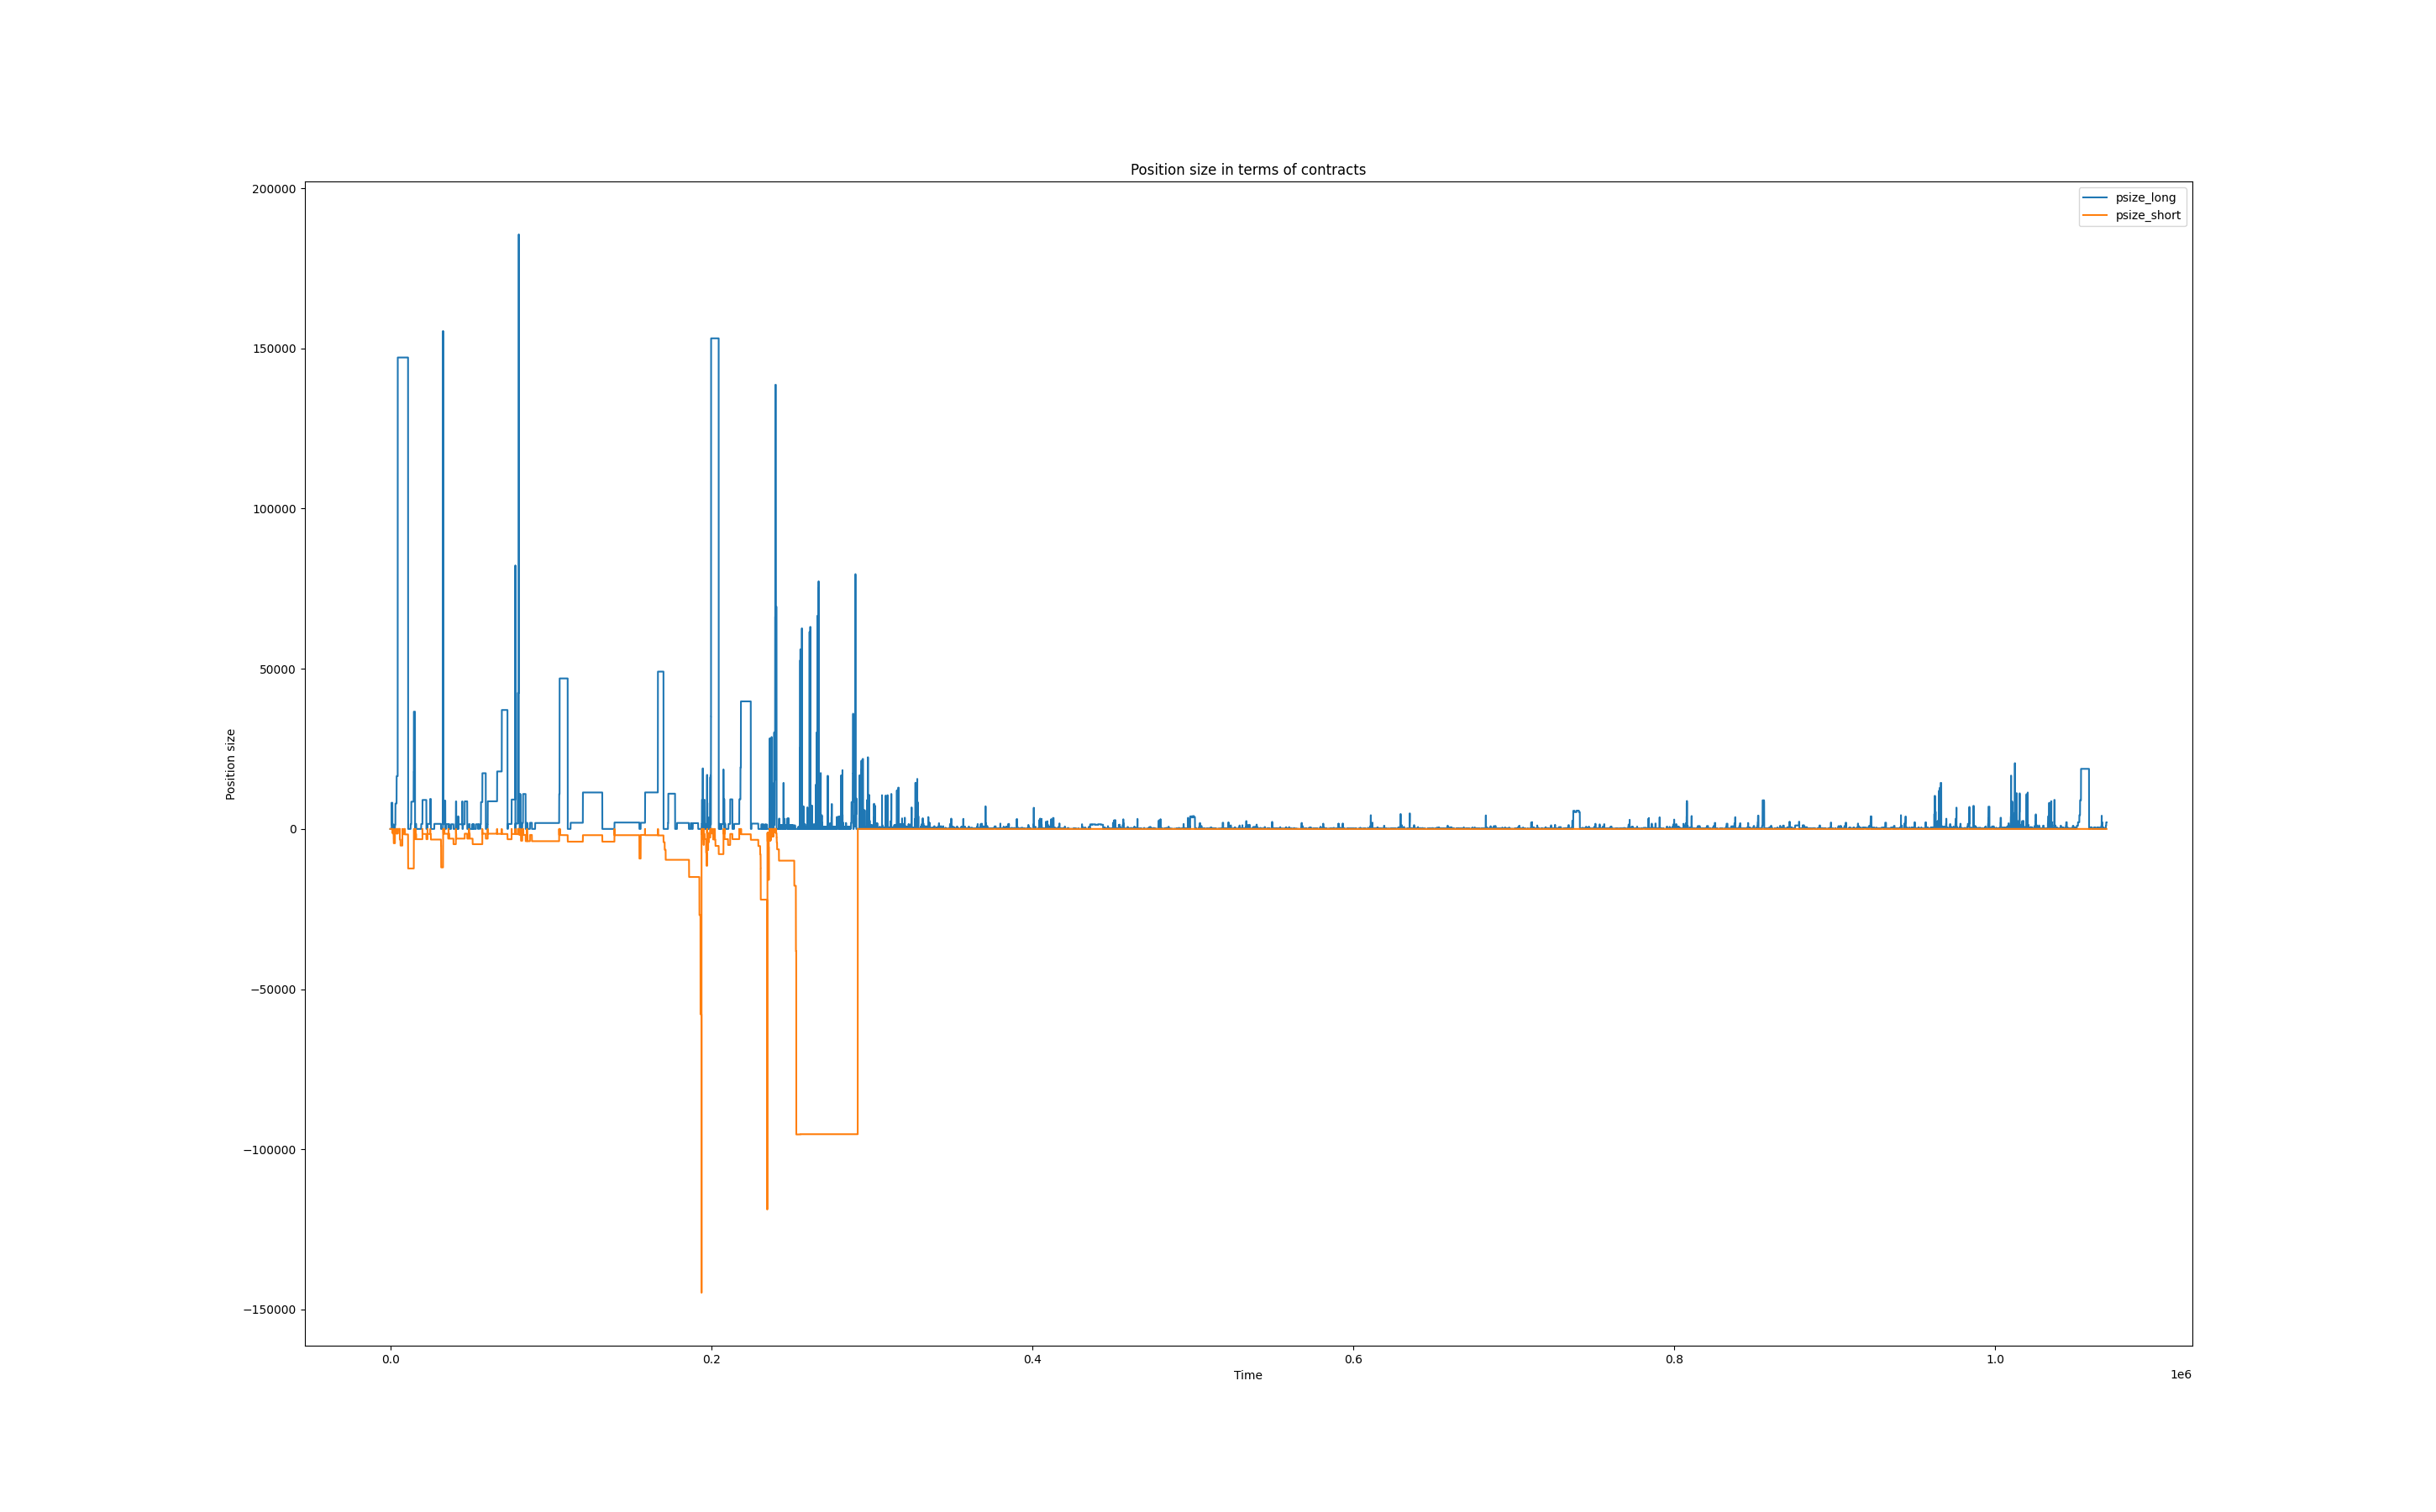 Position size in terms of contracts
psize_long
psize_short
200000
150000
100000
50000
0
−50000
−100000
−150000
Position size
0.0 0.2 0.4 0.6 0.8 1.0
Time
1e6